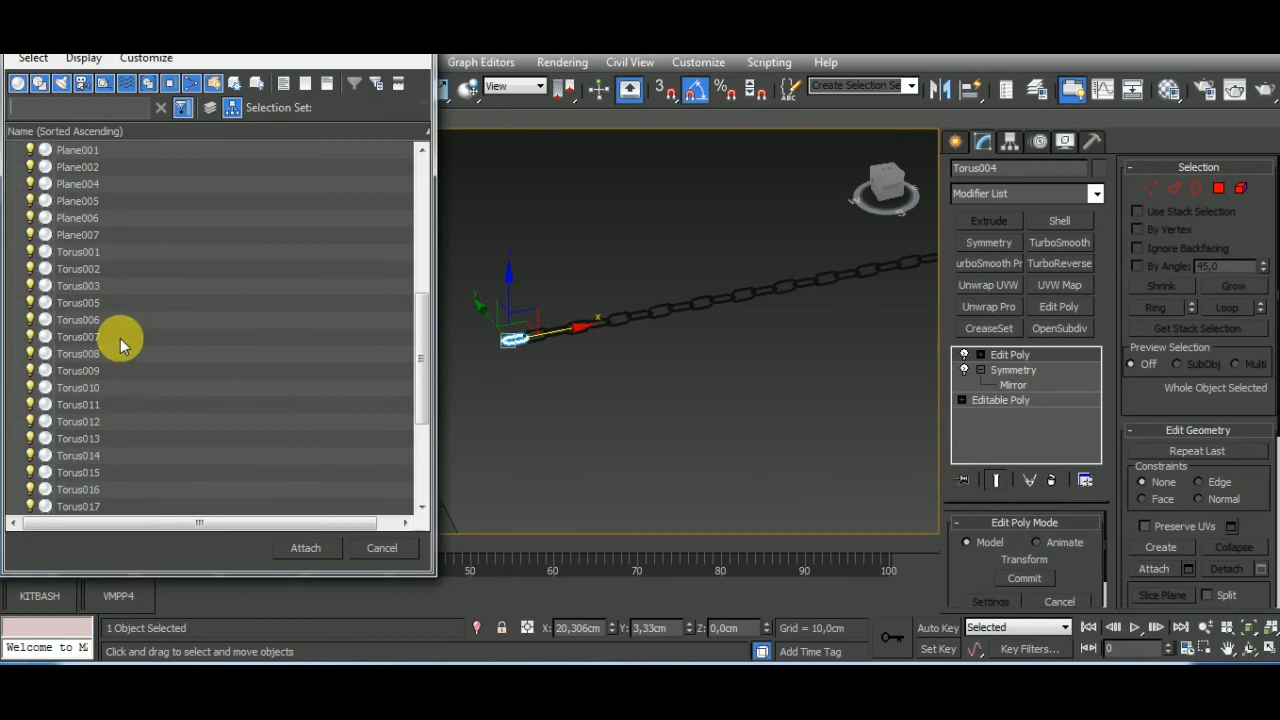 Select Display Customize
Graph Editors Rendering Civil View Customize Scripting Help
View
3
%
ABC
Create Selection Se
Selection Set:
Name (Sorted Ascending)
Plane001
Plane002
Plane004
Plane005
Plane006
Plane007
Torus001
Torus002
Torus003
Torus005
Torus006
Torus007
Torus008
Torus009
Torus010
Torus011
Torus012
Torus013
Torus014
Torus015
Torus016
Torus017
Attach Cancel
x
y
z
Torus004
Modifier List
Extrude Shell
Symmetry TurboSmooth
urboSmooth Pr TurboReverse
Unwrap UVW UVW Map
Unwrap Pro Edit Poly
CreaseSet OpenSubdiv
Edit Poly
Symmetry
Mirror
Editable Poly
Edit Poly Mode
Model Animate
Transform
Commit
Settings Cancel
Selection
Use Stack Selection
By Vertex
Ignore Backfacing
By Angle: 45,0
Shrink Grow
Ring Loop
Get Stack Selection
Preview Selection
Off SubObj Multi
Whole Object Selected
Edit Geometry
Repeat Last
Constraints
None Edge
Face Normal
Preserve UVs
Create Collapse
Attach Detach
Slice Plane Split
50 60 70 80 90 100
KITBASH VMPP4
1 Object Selected
X: 20,306cm Y: 3,33cm Z: 0,0cm Grid = 10,0cm
Auto Key Selected
Welcome to M
Click and drag to select and move objects
Add Time Tag
Set Key Key Filters... 0